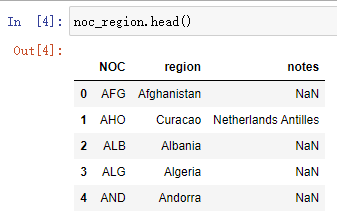 In [4]: noc_region.head()
Out[4]:
NOC region notes
0 AFG Afghanistan NaN
1 AHO Curacao Netherlands Antilles
2 ALB Albania NaN
3 ALG Algeria NaN
4 AND Andorra NaN